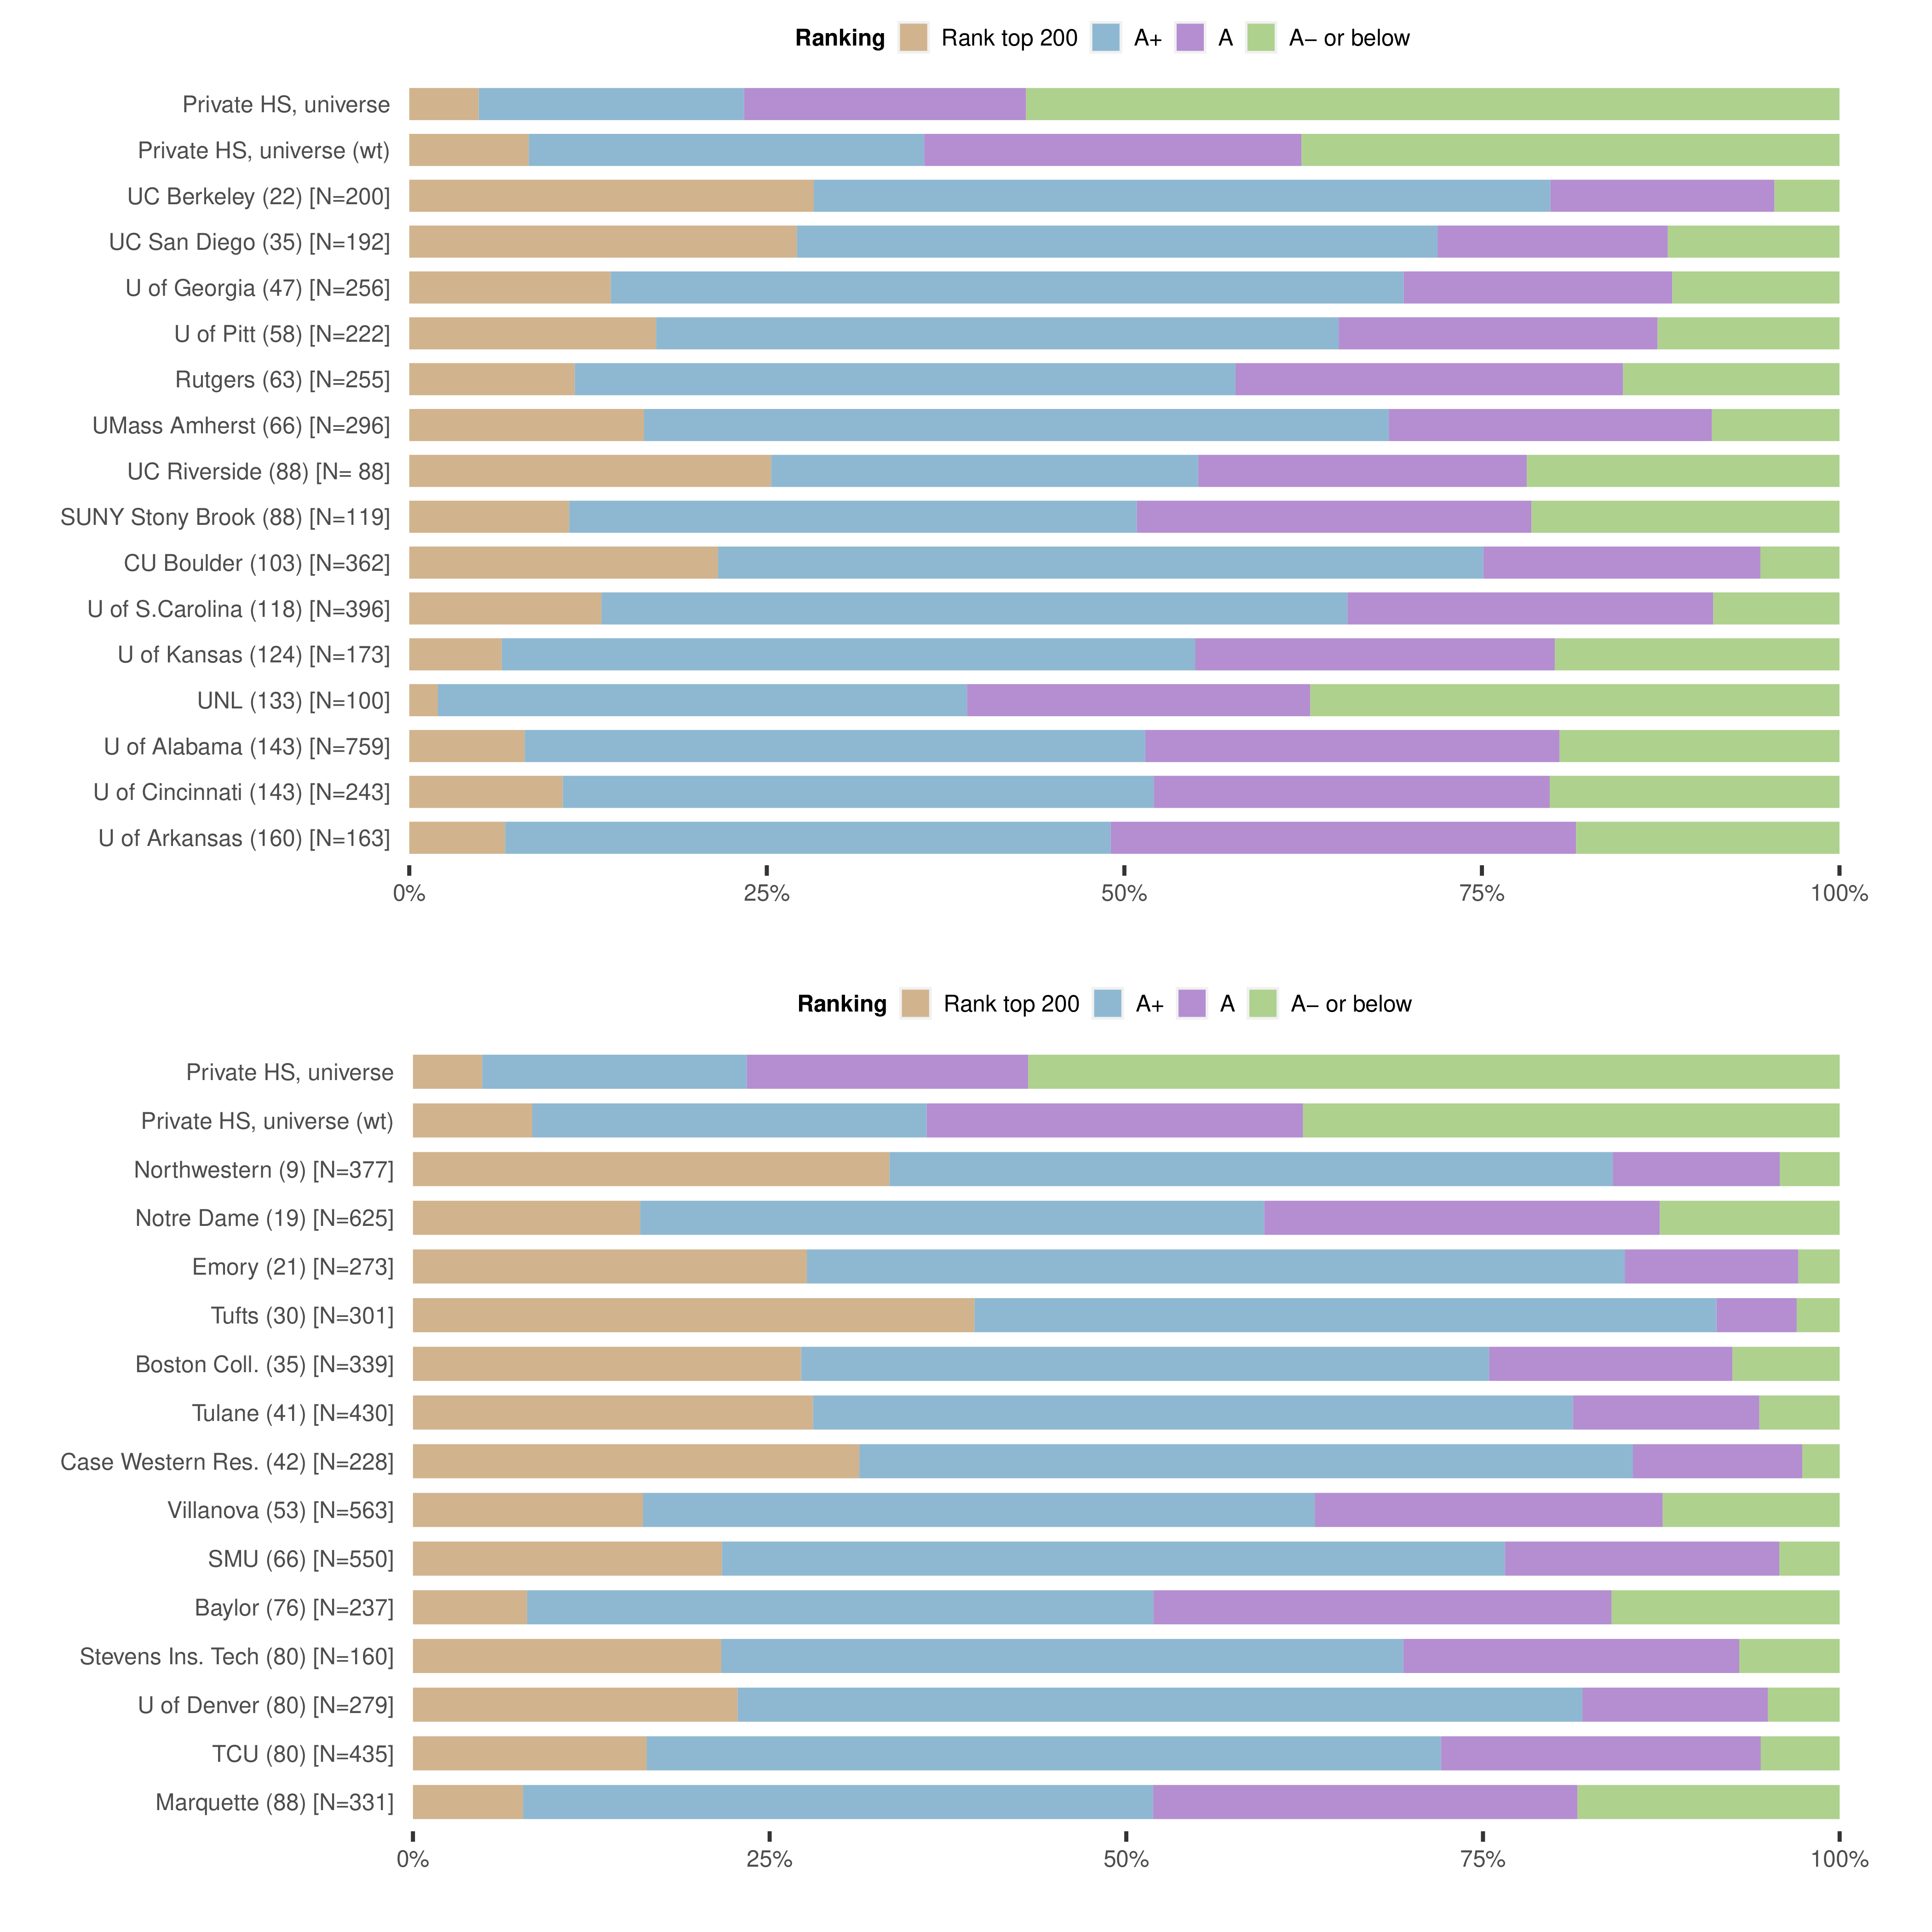 Ranking Rank top 200 A+ A A− or below
Private HS, universe
Private HS, universe (wt)
UC Berkeley (22) [N=200]
UC San Diego (35) [N=192]
U of Georgia (47) [N=256]
U of Pitt (58) [N=222]
Rutgers (63) [N=255]
UMass Amherst (66) [N=296]
UC Riverside (88) [N= 88]
SUNY Stony Brook (88) [N=119]
CU Boulder (103) [N=362]
U of S.Carolina (118) [N=396]
U of Kansas (124) [N=173]
UNL (133) [N=100]
U of Alabama (143) [N=759]
U of Cincinnati (143) [N=243]
U of Arkansas (160) [N=163]
0% 25% 50% 75% 100%
Ranking Rank top 200 A+ A A− or below
Private HS, universe
Private HS, universe (wt)
Northwestern (9) [N=377]
Notre Dame (19) [N=625]
Emory (21) [N=273]
Tufts (30) [N=301]
Boston Coll. (35) [N=339]
Tulane (41) [N=430]
Case Western Res. (42) [N=228]
Villanova (53) [N=563]
SMU (66) [N=550]
Baylor (76) [N=237]
Stevens Ins. Tech (80) [N=160]
U of Denver (80) [N=279]
TCU (80) [N=435]
Marquette (88) [N=331]
0% 25% 50% 75% 100%